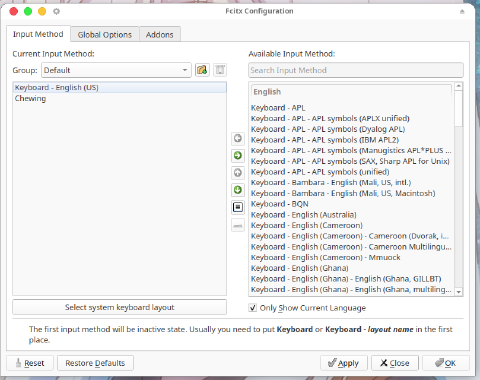 Fcitx Configuration
Input Method
Global Options
Addons
Current Input Method:
Group:
Default
Keyboard - English (US)
Chewing
Select system keyboard layout
Available Input Method:
Search Input Method
English
Keyboard - APL
Keyboard - APL - APL symbols (APLX unified)
Keyboard - APL - APL symbols (Dyalog APL)
Keyboard - APL - APL symbols (IBM APL2)
Keyboard - APL - APL symbols (Manugistics APL*PLUS ...
Keyboard - APL - APL symbols (SAX, Sharp APL for Unix)
Keyboard - APL - APL symbols (unified)
Keyboard - Bambara - English (Mali, US, intl.)
Keyboard - Bambara - English (Mali, US, Macintosh)
Keyboard - BQN
Keyboard - English (Australia)
Keyboard - English (Cameroon)
Keyboard - English (Cameroon) - Cameroon (Dvorak, i...
Keyboard - English (Cameroon) - Cameroon Multilingu...
Keyboard - English (Cameroon) - Mmuock
Keyboard - English (Ghana)
Keyboard - English (Ghana) - English (Ghana, GILLBT)
Keyboard - English (Ghana) - English (Ghana, multiling...
Only Show Current Language
The first input method will be inactive state. Usually you need to put Keyboard or Keyboard - layout name in the first
place.
Reset
Restore Defaults
Apply
Close
OK